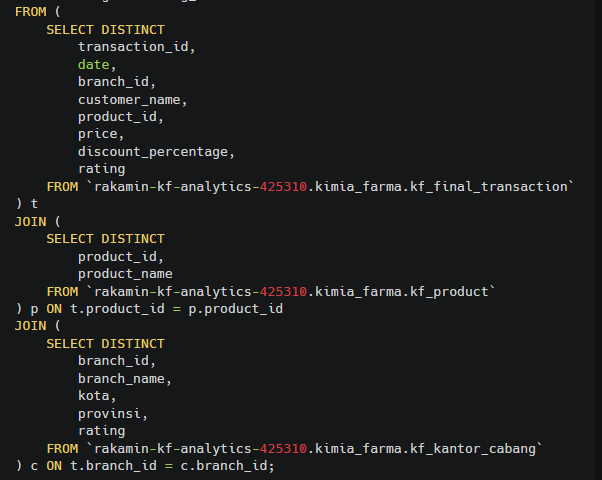 FROM (
    SELECT DISTINCT
        transaction_id,
        date,
        branch_id,
        customer_name,
        product_id,
        price,
        discount_percentage,
        rating
    FROM `rakamin-kf-analytics-425310.kimia_farma.kf_final_transaction`
) t
JOIN (
    SELECT DISTINCT
        product_id,
        product_name
    FROM `rakamin-kf-analytics-425310.kimia_farma.kf_product`
) p ON t.product_id = p.product_id
JOIN (
    SELECT DISTINCT
        branch_id,
        branch_name,
        kota,
        provinsi,
        rating
    FROM `rakamin-kf-analytics-425310.kimia_farma.kf_kantor_cabang`
) c ON t.branch_id = c.branch_id;